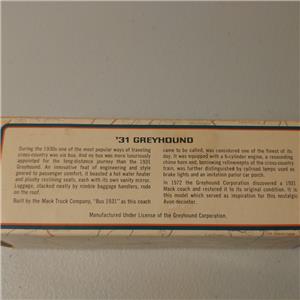 '31 GREYHOUND
During the 1930s one of the most popular ways of traveling
cross-country was via bus. And no bus was more luxuriously
appointed for the long-distance journey than the 1931
Greyhound. An innovative feat of engineering and style
geared to passenger comfort, it boasted a hot water heater
and plushy reclining seats, each with its own vanity mirror.
Luggage, stacked neatly by nimble baggage handlers, rode
on the roof.
Built by the Mack Truck Company, "Bus 1931" as this coach
came to be called, was considered one of the finest of its
day. It was equipped with a 6-cylinder engine, a resounding
chime horn and, borrowing refinements of the cross-country
train, was further distinguished by railroad lamps used as
brake lights and an imitation parlor car porch.
In 1972 the Greyhound Corporation discovered a 1931
Mack coach and restored it to its original condition. It is
this model which served as inspiration for this nostalgic
Avon decanter.
Manufactured Under License of the Greyhound Corporation.